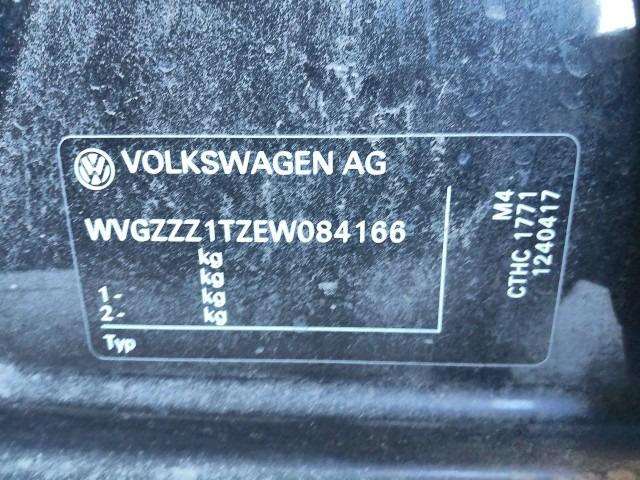 VOLKSWAGEN AG
WVGZZZ1TZEW084166
kg
kg
1- kg
2- kg
Typ
M4
CTHC 1771
1240417